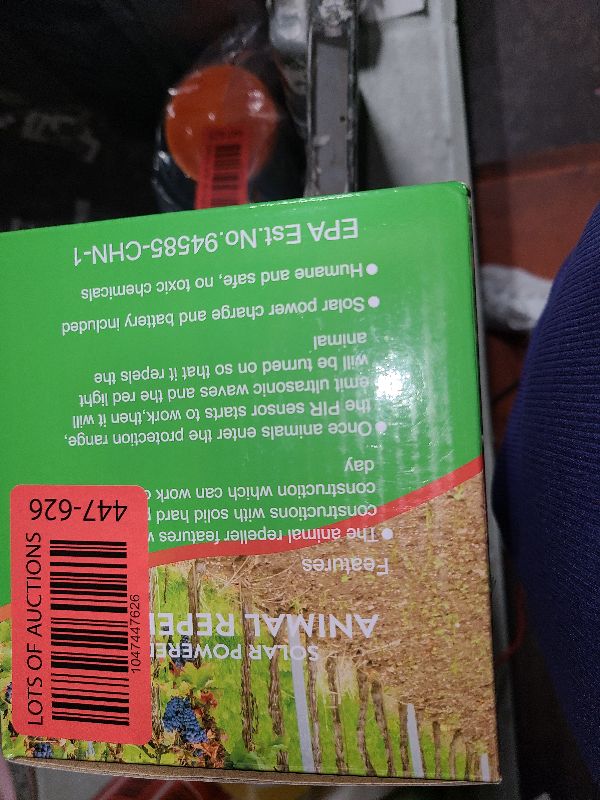 SOLAR POWERED
ANIMAL REPE
Features
● The animal repeller features w
constructions with solid hard
construction which can work
day
● Once animals enter the protection range,
the PIR sensor starts to work,then it will
emit ultrasonic waves and the red light
will be turned on so that it repels the
animal
● Solar power charge and battery included
● Humane and safe, no toxic chemicals
EPA Est.No.94585-CHN-1
LOTS OF AUCTIONS
1047447626
447-626